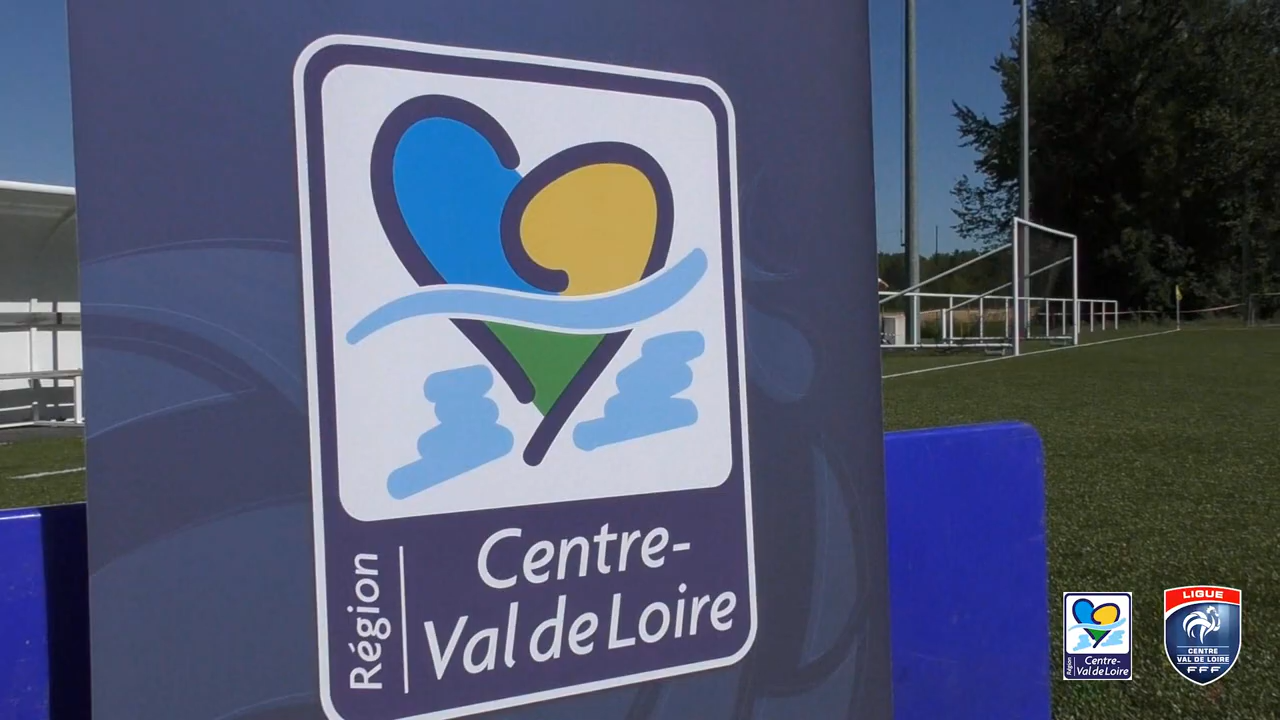 Région
Centre-
Val de Loire
Région
Centre-
Val de Loire
LIGUE
CENTRE
VAL DE LOIRE
FFF